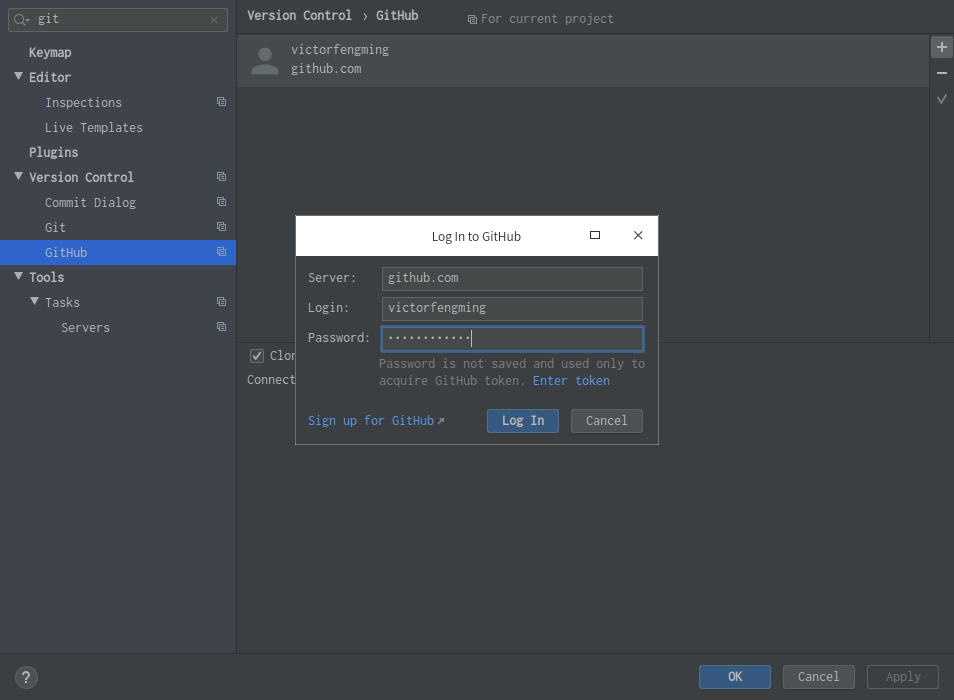 git
Version Control › GitHub
For current project
Keymap
Editor
Inspections
Live Templates
Plugins
Version Control
Commit Dialog
Git
GitHub
Tools
Tasks
Servers
victorfengming
github.com
Log In to GitHub
Server: github.com
Login: victorfengming
Password: ············
Password is not saved and used only to
acquire GitHub token. Enter token
Sign up for GitHub
Log In
Cancel
Clor
Connect
?
OK
Cancel
Apply